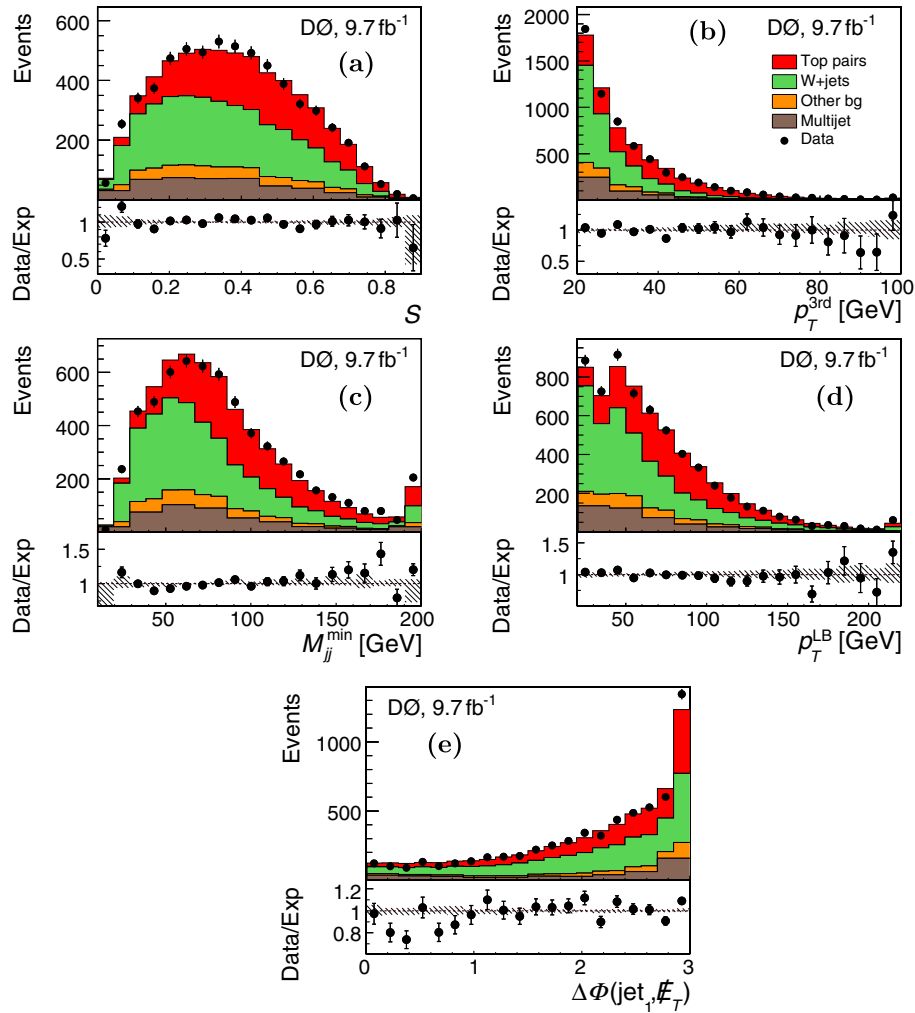 Events
600
400
200
DØ, 9.7 fb⁻¹
(a)
Data/Exp
1
0.5
0 0.2 0.4 0.6 0.8
S
Events
2000
1500
1000
500
DØ, 9.7 fb⁻¹
(b)
Top pairs
W+jets
Other bg
Multijet
Data
Data/Exp
1
0.5
20 40 60 80 100
p_T^3rd [GeV]
Events
600
400
200
DØ, 9.7 fb⁻¹
(c)
Data/Exp
1.5
1
50 100 150 200
M_jj^min [GeV]
Events
800
600
400
200
DØ, 9.7 fb⁻¹
(d)
Data/Exp
1.5
1
50 100 150 200
p_T^LB [GeV]
Events
1000
500
DØ, 9.7 fb⁻¹
(e)
Data/Exp
1.2
1
0.8
0 1 2 3
ΔΦ(jet₁,E̸_T)